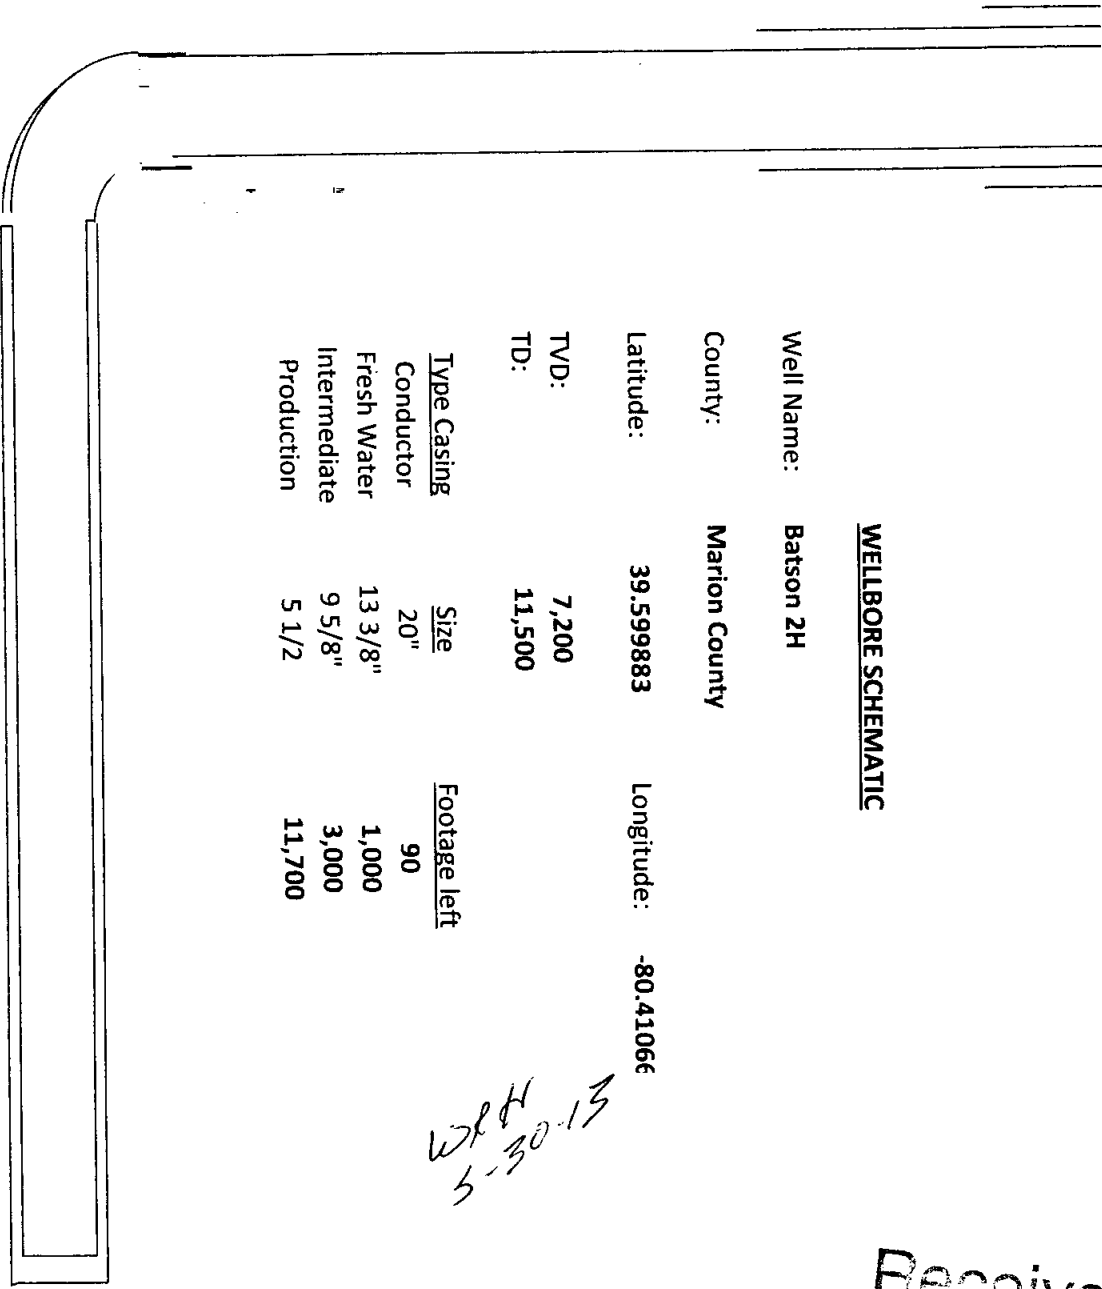 WELLBORE SCHEMATIC
Well Name: Batson 2H
County: Marion County
Latitude: 39.599883 Longitude: -80.41066
TVD: 7,200
TD: 11,500
Type Casing Size Footage left
Conductor 20" 90
Fresh Water 13 3/8" 1,000
Intermediate 9 5/8" 3,000
Production 5 1/2 11,700
5-30-13